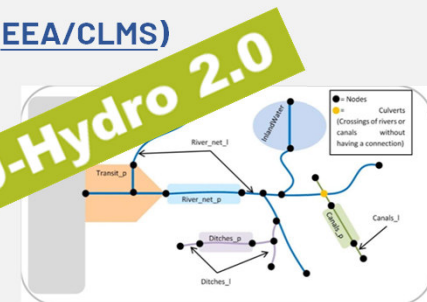 EEA/CLMS)
J-Hydro 2.0
= Nodes
= Culverts
(Crossings of rivers or
canals without
having a connection)
InlandWater
River_net_l
Transit_p
River_net_p
Canals_p
Canals_l
Ditches_p
Ditches_l